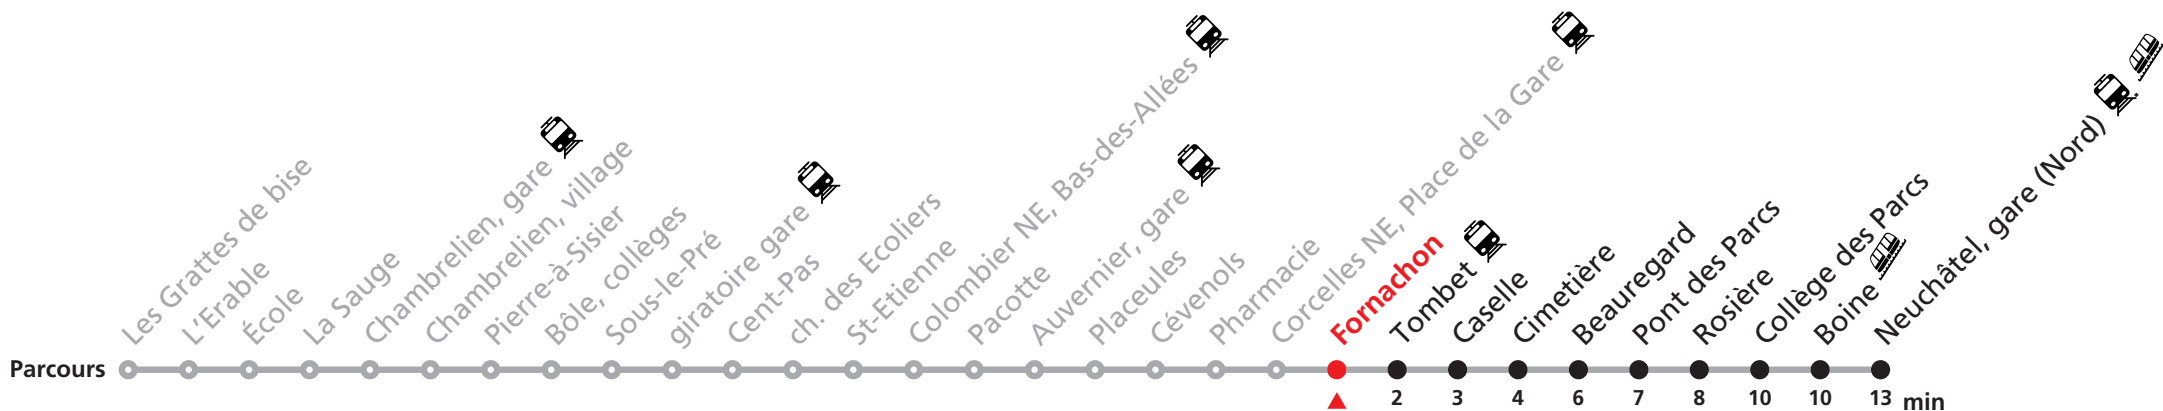 Les Grattes de bise
L'Erable
École
La Sauge
Chambrelien, gare
Chambrelien, village
Pierre-à-Sisier
Bôle, collèges
Sous-le-Pré
giratoire gare
Cent-Pas
ch. des Ecoliers
St-Etienne
Colombier NE, Bas-des-Allées
Pacotte
Auvernier, gare
Placeules
Cévenols
Pharmacie
Corcelles NE, Place de la Gare
Fornachon
Tombet
Caselle
Cimetière
Beauregard
Pont des Parcs
Rosière
Collège des Parcs
Boine
Neuchâtel, gare (Nord)
Parcours
2 3 4 6 7 8 10 10 13 min